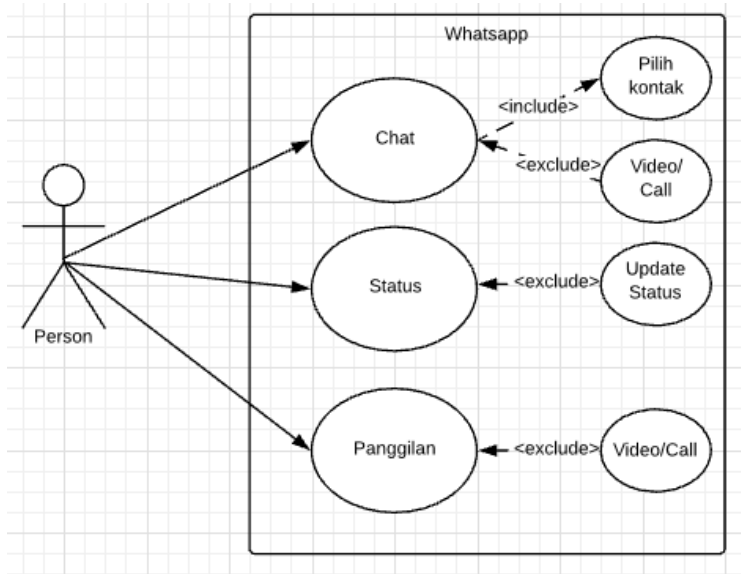 Whatsapp
Pilih
kontak
<include>
Chat
<exclude>
Video/
Call
Person
Status
<exclude>
Update
Status
Panggilan
<exclude>
Video/Call